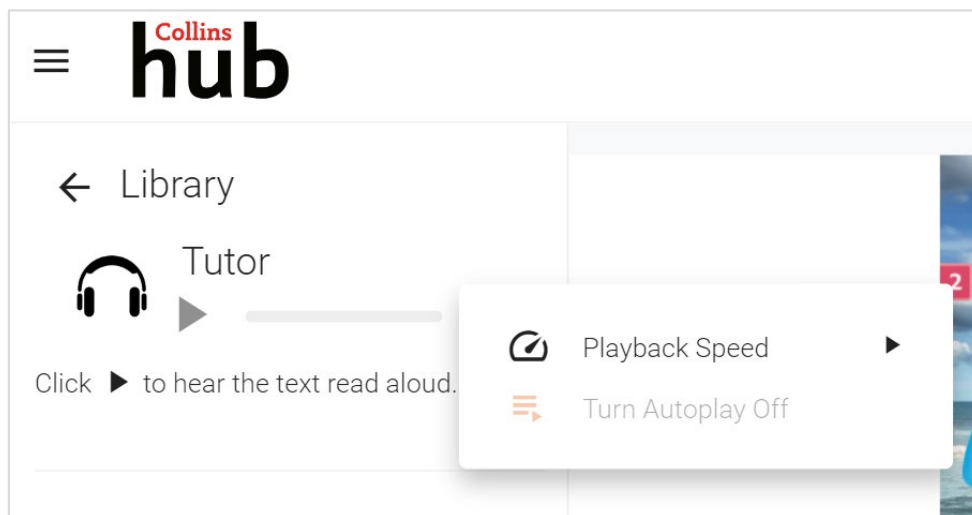 Collins
hub
Library
Tutor
Click ▶ to hear the text read aloud.
Playback Speed
Turn Autoplay Off
2